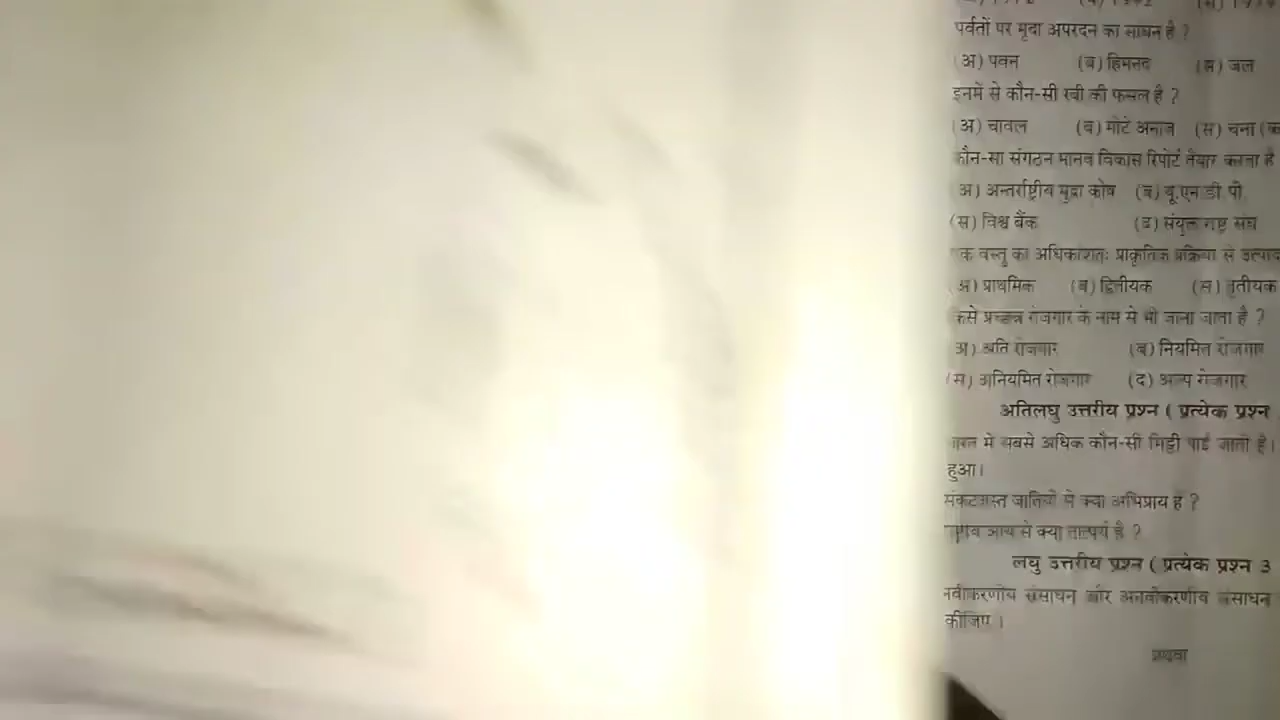 पर्वतों पर मृदा अपरदन का साधन है ?
(अ) पवन (ब) हिमनद (स) जल
इनमें से कौन-सी रबी की फसल है ?
(अ) चावल (ब) मोटे अनाज (स) चना
कौन-सा संगठन मानव विकास रिपोर्ट तैयार करता है
अ) अन्तर्राष्ट्रीय मुद्रा कोष (ब) यू.एन.डी.पी.
(स) विश्व बैंक (द) संयुक्त राष्ट्र संघ
वस्तु का अधिकांशतः प्राकृतिक प्रक्रिया से
अ) प्राथमिक (ब) द्वितीयक (स) तृतीयक
प्रच्छन्न रोजगार के नाम से भी जाना जाता है ?
अ) अति रोजगार (ब) नियमित रोजगार
(स) अनियमित रोजगार (द) अल्प रोजगार
अतिलघु उत्तरीय प्रश्न ( प्रत्येक प्रश्न
में सबसे अधिक कौन-सी मिट्टी पाई जाती है।
हुआ।
संकटग्रस्त जातियों से क्या अभिप्राय है ?
आय से क्या तात्पर्य है ?
लघु उत्तरीय प्रश्न ( प्रत्येक प्रश्न 3
नवीकरणीय संसाधन और अनवीकरणीय संसाधन
कीजिए ।
अथवा